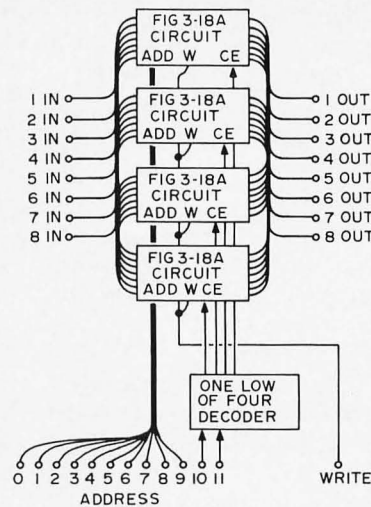 FIG 3-18A
CIRCUIT
ADD W CE
FIG 3-18A
CIRCUIT
ADD W CE
FIG 3-18A
CIRCUIT
ADD W CE
FIG 3-18A
CIRCUIT
ADD W CE
1 IN
2 IN
3 IN
4 IN
5 IN
6 IN
7 IN
8 IN
1 OUT
2 OUT
3 OUT
4 OUT
5 OUT
6 OUT
7 OUT
8 OUT
ONE LOW
OF FOUR
DECODER
0 1 2 3 4 5 6 7 8 9 10 11
WRITE
ADDRESS